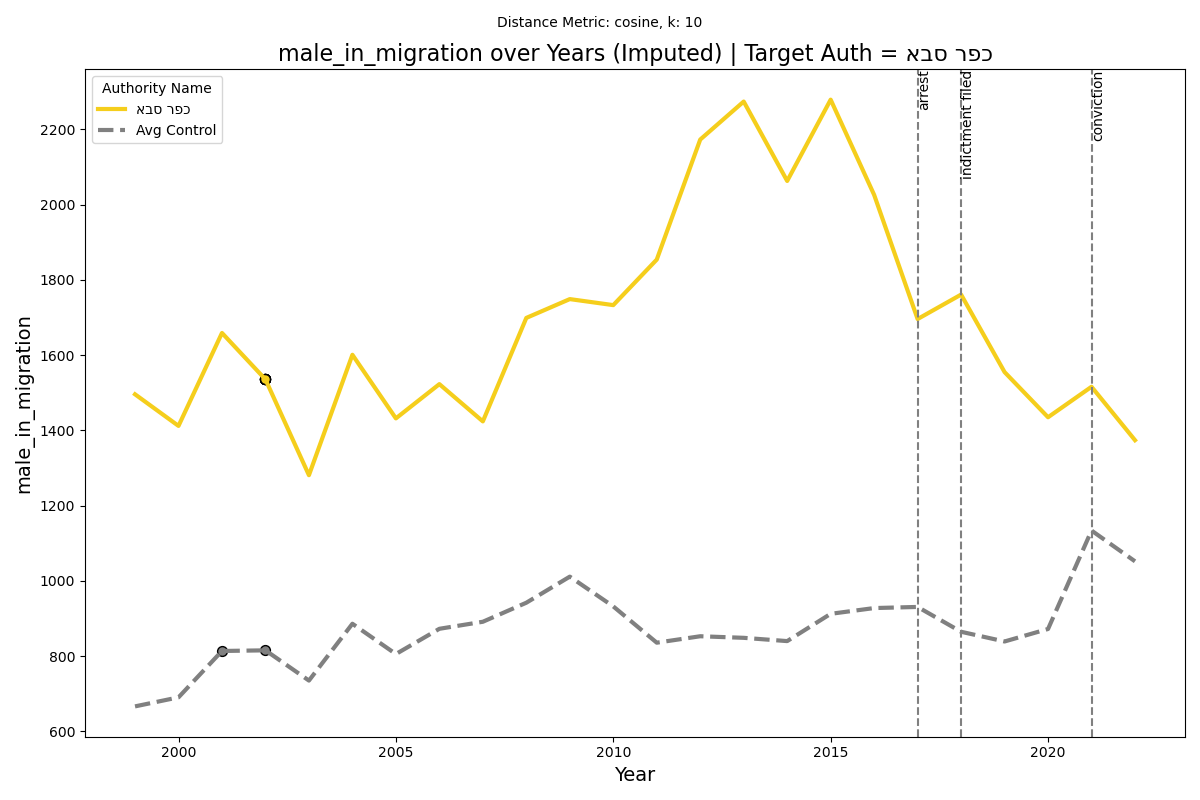 Distance Metric: cosine, k: 10
male_in_migration over Years (Imputed) | Target Auth = כפר סבא
Authority Name
כפר סבא
Avg Control
arrest
indictment filed
conviction
male_in_migration
2200
2000
1800
1600
1400
1200
1000
800
600
2000
2005
2010
2015
2020
Year